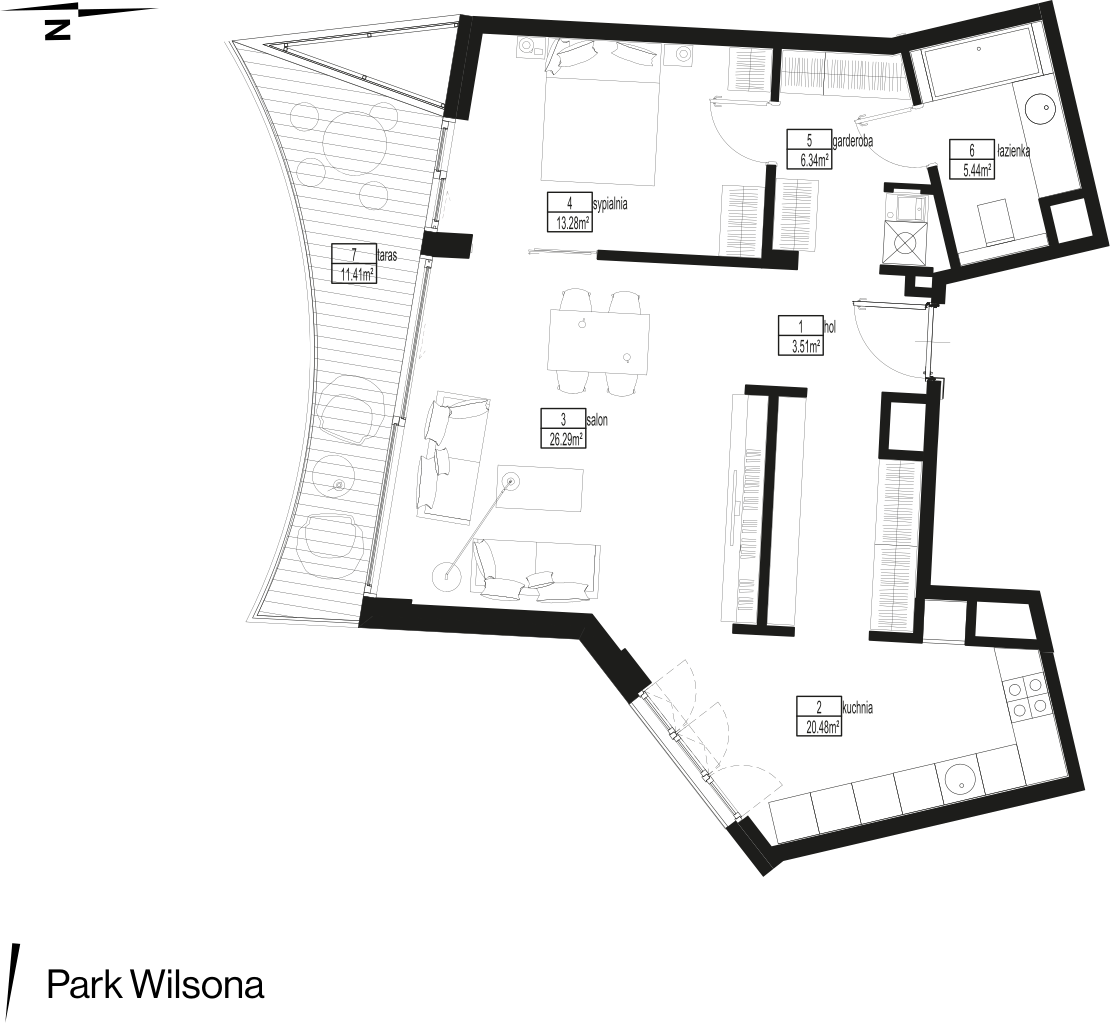 N
5
garderoba
6.34m²
6
łazienka
5.44m²
4
sypialnia
13.28m²
7
taras
11.41m²
1
hol
3.51m²
3
salon
26.29m²
2
kuchnia
20.48m²
Park Wilsona